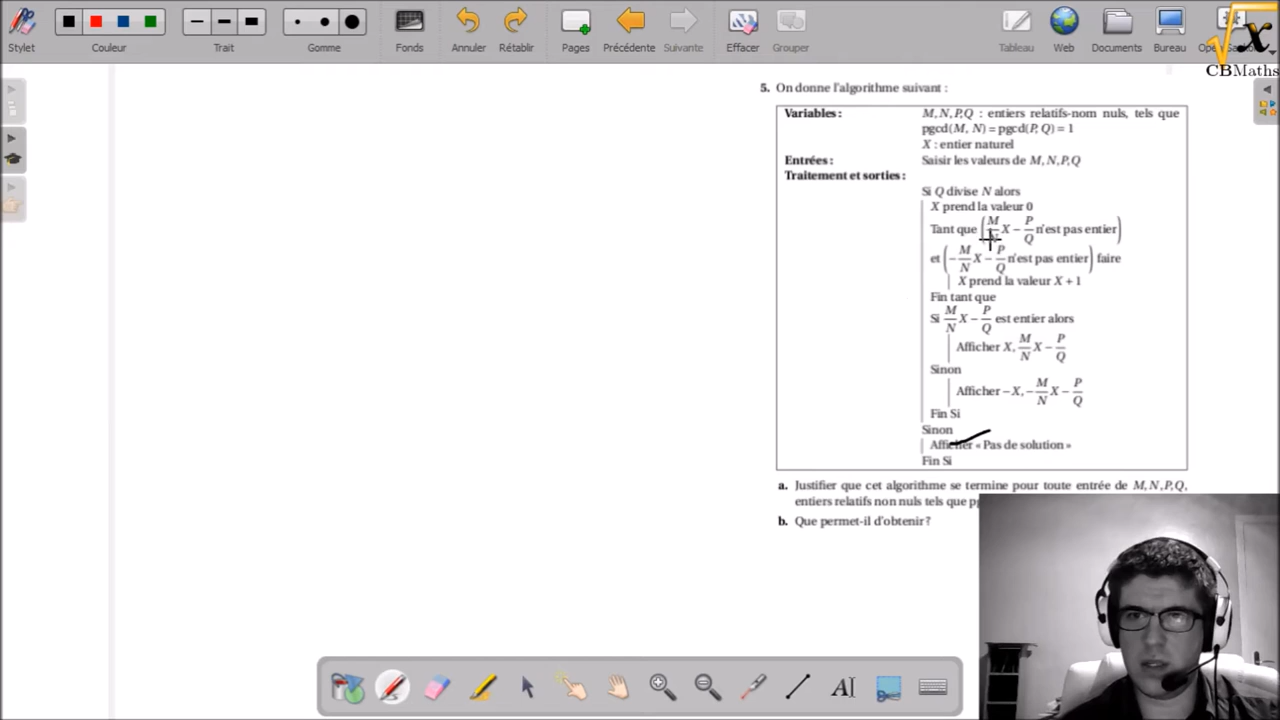 Stylet
Couleur
Trait
Gomme
Fonds
Annuler
Rétablir
Pages
Précédente
Suivante
Effacer
Grouper
Tableau
Web
Documents
Bureau
CBMaths
5. On donne l'algorithme suivant :
Variables : M, N, P, Q : entiers relatifs-nom nuls, tels que
pgcd(M, N) = pgcd(P, Q) = 1
X : entier naturel
Entrées : Saisir les valeurs de M, N, P, Q
Traitement et sorties :
Si Q divise N alors
X prend la valeur 0
Tant que (M/N X − P/Q n'est pas entier)
et (−M/N X − P/Q n'est pas entier) faire
X prend la valeur X + 1
Fin tant que
Si M/N X − P/Q est entier alors
Afficher X, M/N X − P/Q
Sinon
Afficher −X, −M/N X − P/Q
Fin Si
Sinon
Afficher « Pas de solution »
Fin Si
a. Justifier que cet algorithme se termine pour toute entrée de M, N, P, Q,
entiers relatifs non nuls tels que
b. Que permet-il d'obtenir ?